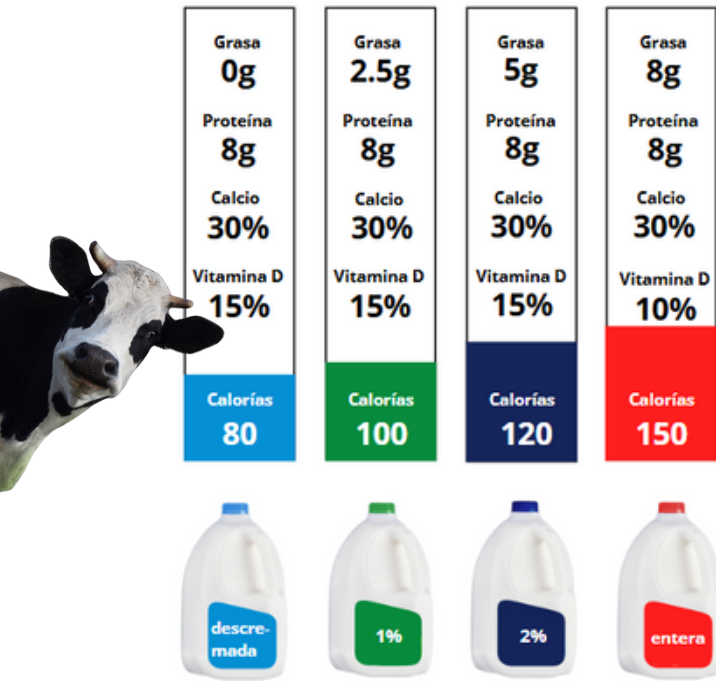 Grasa
0g
Proteína
8g
Calcio
30%
Vitamina D
15%
Calorías
80
Grasa
2.5g
Proteína
8g
Calcio
30%
Vitamina D
15%
Calorías
100
Grasa
5g
Proteína
8g
Calcio
30%
Vitamina D
15%
Calorías
120
Grasa
8g
Proteína
8g
Calcio
30%
Vitamina D
10%
Calorías
150
descre-
mada
1%
2%
entera